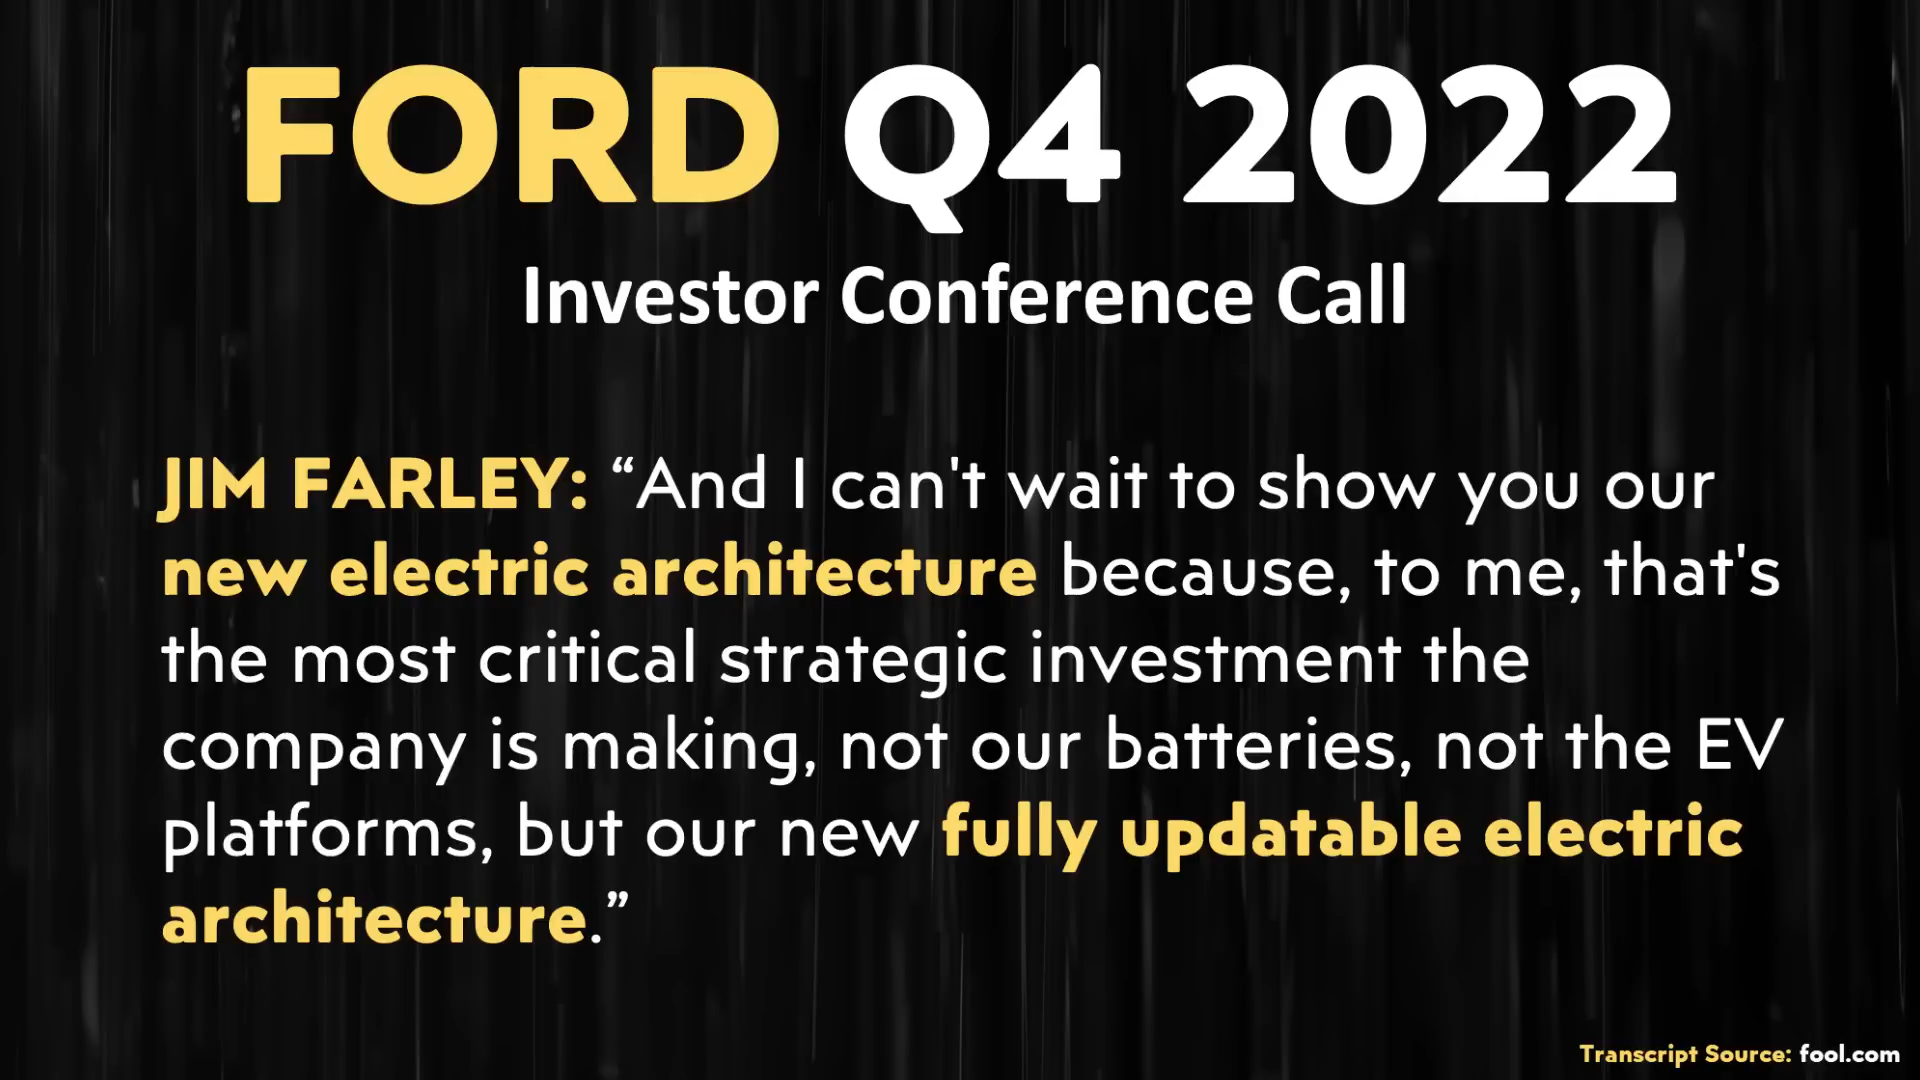 FORD Q4 2022
Investor Conference Call
JIM FARLEY: “And I can't wait to show you our
new electric architecture because, to me, that's
the most critical strategic investment the
company is making, not our batteries, not the EV
platforms, but our new fully updatable electric
architecture.”
Transcript Source: fool.com